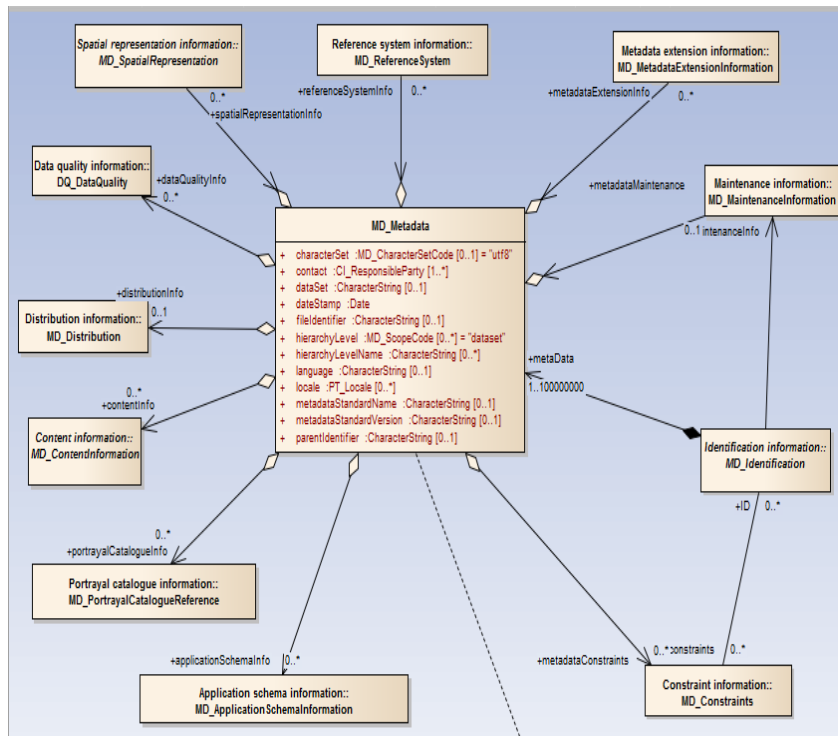 Spatial representation information::
MD_SpatialRepresentation
Reference system information::
MD_ReferenceSystem
Metadata extension information::
MD_MetadataExtensionInformation
0..*
+spatialRepresentationInfo
+referenceSystemInfo
0..*
+metadataExtensionInfo
0..*
Data quality information::
DQ_DataQuality
+dataQualityInfo
0..*
+metadataMaintenance
Maintenance information::
MD_MaintenanceInformation
0..1
intenanceInfo
MD_Metadata
+ characterSet :MD_CharacterSetCode [0..1] = "utf8"
+ contact :CI_ResponsibleParty [1..*]
+ dataSet :CharacterString [0..1]
+ dateStamp :Date
+ fileIdentifier :CharacterString [0..1]
+ hierarchyLevel :MD_ScopeCode [0..*] = "dataset"
+ hierarchyLevelName :CharacterString [0..*]
+ language :CharacterString [0..1]
+ locale :PT_Locale [0..*]
+ metadataStandardName :CharacterString [0..1]
+ metadataStandardVersion :CharacterString [0..1]
+ parentIdentifier :CharacterString [0..1]
+distributionInfo
0..1
Distribution information::
MD_Distribution
+metaData
1..100000000
0..*
+contentInfo
Content information::
MD_ContentInformation
Identification information::
MD_Identification
+ID
0..*
0..*
+portrayalCatalogueInfo
Portrayal catalogue information::
MD_PortrayalCatalogueReference
+applicationSchemaInfo
0..*
Application schema information::
MD_ApplicationSchemaInformation
+metadataConstraints
0..*
constraints
0..*
Constraint information::
MD_Constraints